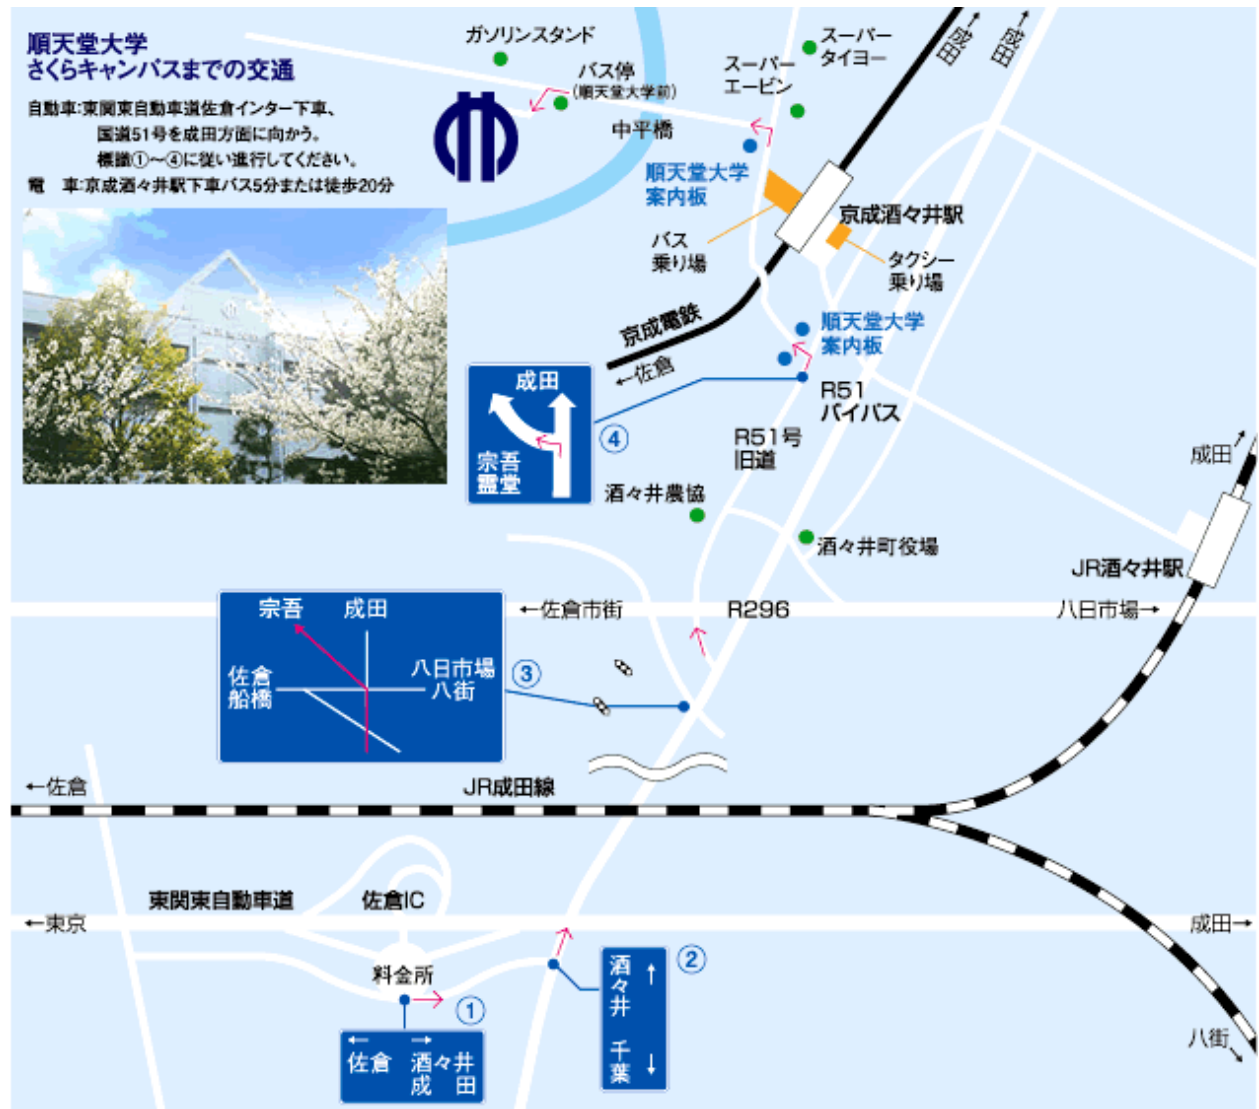 順天堂大学
さくらキャンパスまでの交通
自動車:東関東自動車道佐倉インター下車、
国道51号を成田方面に向かう。
標識①～④に従い進行してください。
電　車:京成酒々井駅下車バス5分または徒歩20分
ガソリンスタンド
バス停
(順天堂大学前)
中平橋
スーパー
エービン
スーパー
タイヨー
↑成田
↑成田
順天堂大学
案内板
京成酒々井駅
バス
乗り場
タクシー
乗り場
京成電鉄
←佐倉
順天堂大学
案内板
R51
バイパス
R51号
旧道
成田
宗吾
霊堂
④
酒々井農協
酒々井町役場
成田↑
JR酒々井駅
←佐倉市街
R296
八日市場→
宗吾
成田
佐倉
船橋
八日市場
八街
③
←佐倉
JR成田線
東関東自動車道
佐倉IC
←東京
成田→
料金所
①
←
→
佐倉
酒々井
成　田
②
酒々井 ↑
千葉 ↓
八街↓